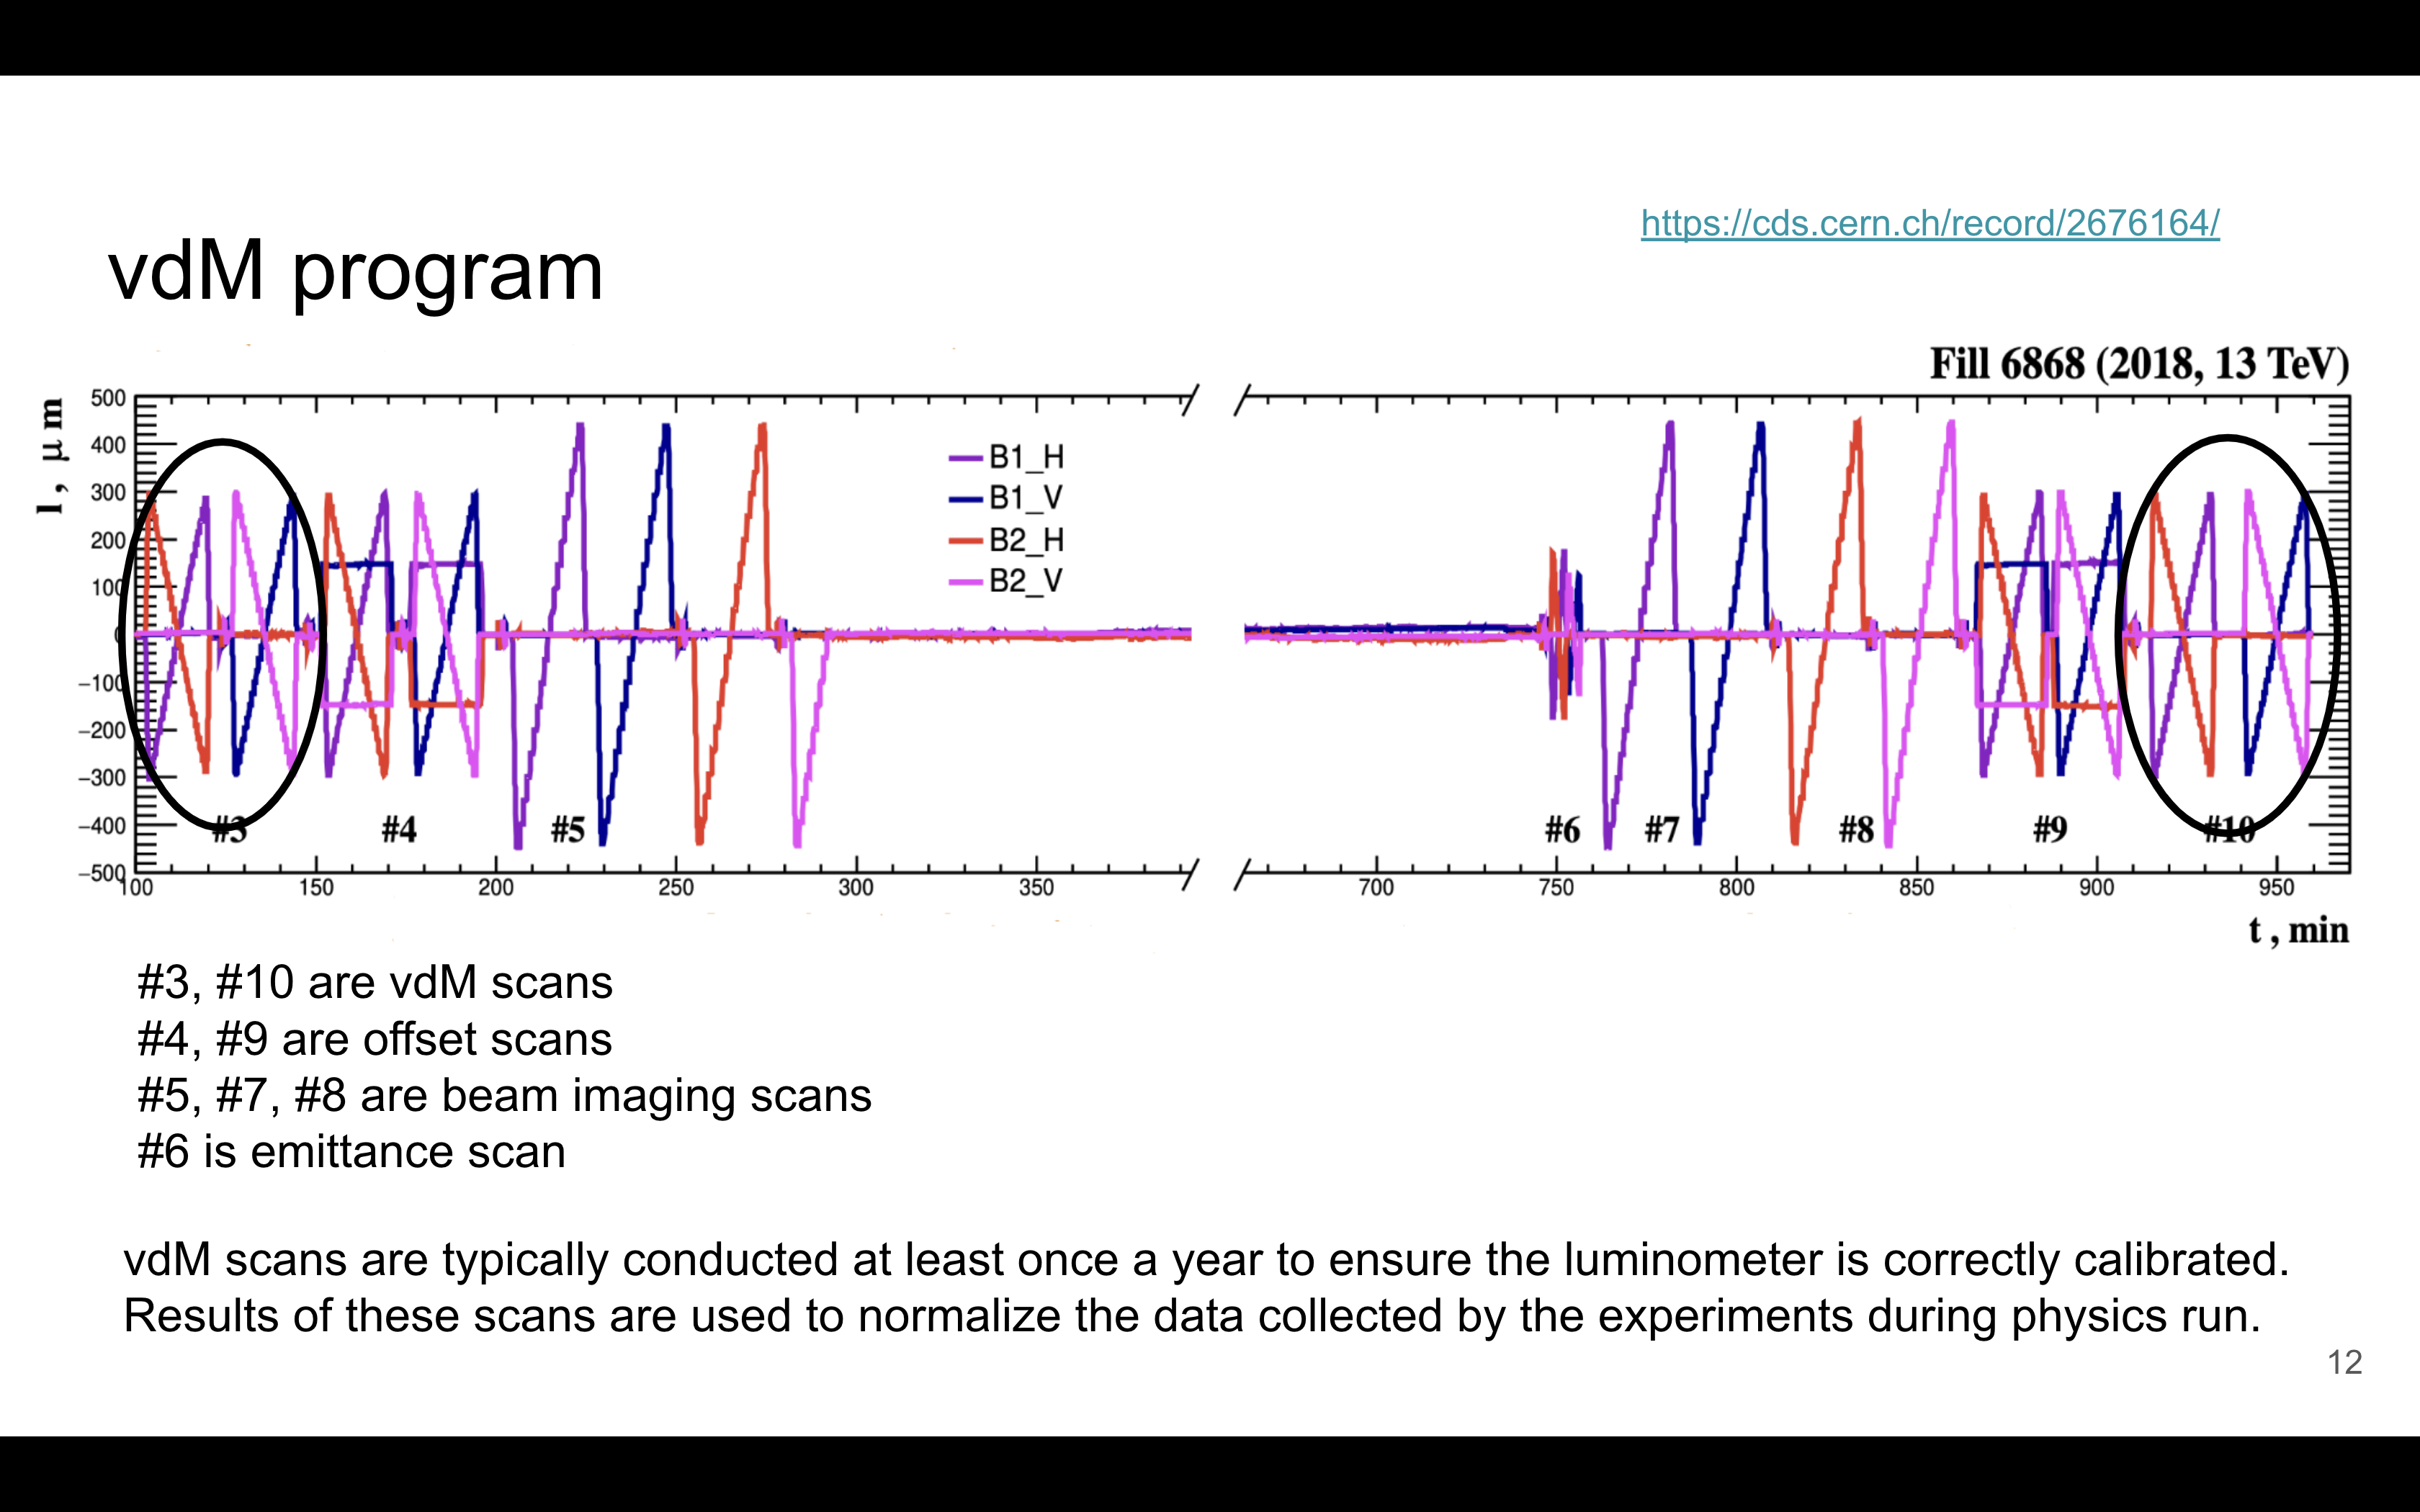 https://cds.cern.ch/record/2676164/
vdM program
Fill 6868 (2018, 13 TeV)
l , μm
500
400
300
200
100
0
−100
−200
−300
−400
−500
B1_H
B1_V
B2_H
B2_V
#3 #4 #5 #6 #7 #8 #9 #10
100 150 200 250 300 350 700 750 800 850 900 950
t , min
#3, #10 are vdM scans
#4, #9 are offset scans
#5, #7, #8 are beam imaging scans
#6 is emittance scan
vdM scans are typically conducted at least once a year to ensure the luminometer is correctly calibrated.
Results of these scans are used to normalize the data collected by the experiments during physics run.
12